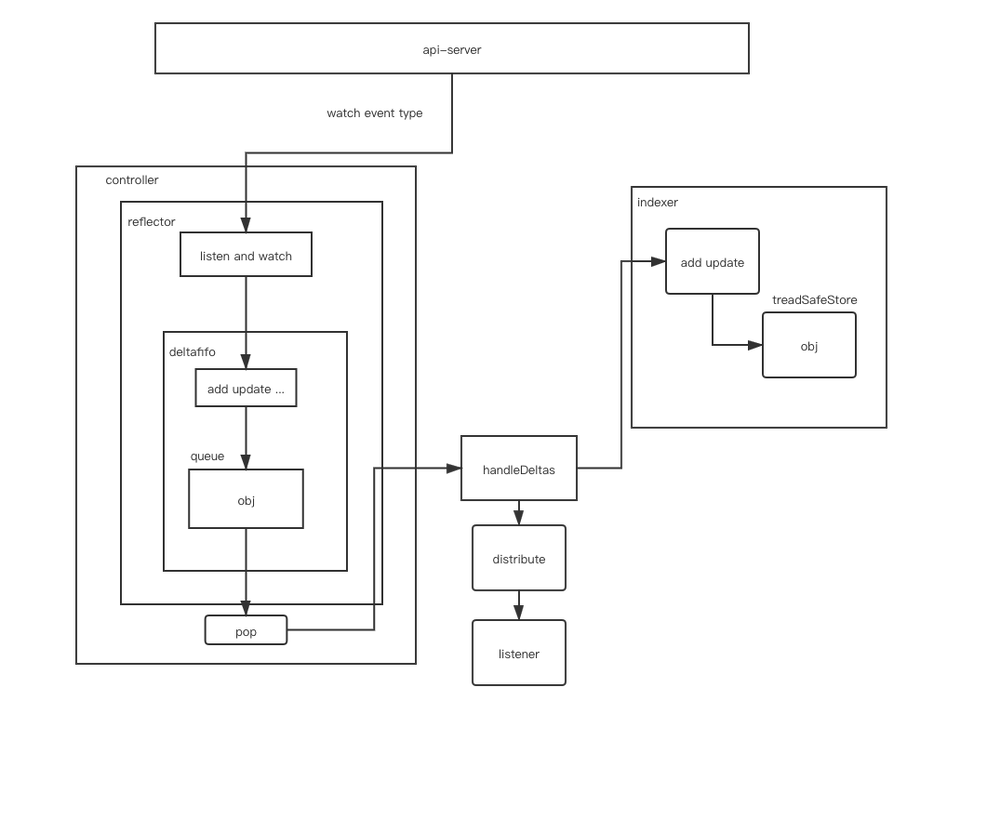 api-server
watch event type
controller
reflector
listen and watch
deltafifo
add update ...
queue
obj
pop
handleDeltas
distribute
listener
indexer
add update
treadSafeStore
obj